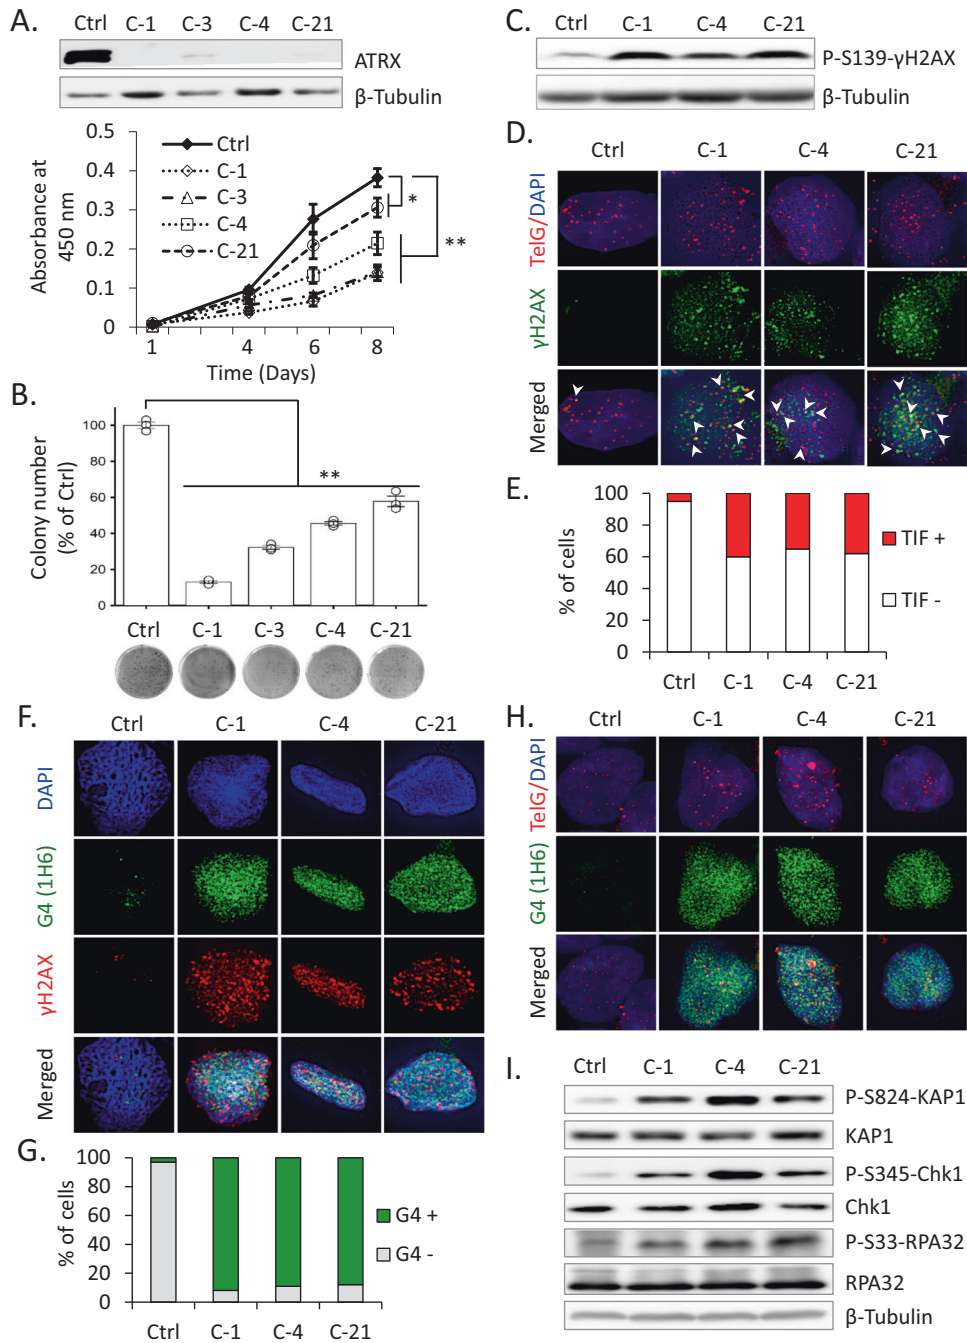 A.
Ctrl C-1 C-3 C-4 C-21
ATRX
β-Tubulin
Absorbance at
450 nm
0.5
0.4
0.3
0.2
0.1
0
Ctrl
C-1
C-3
C-4
C-21
*
**
1 4 6 8
Time (Days)
B.
Colony number
(% of Ctrl)
100
80
60
40
20
0
**
Ctrl C-1 C-3 C-4 C-21
C.
Ctrl C-1 C-4 C-21
P-S139-γH2AX
β-Tubulin
D.
Ctrl C-1 C-4 C-21
TelG/DAPI
γH2AX
Merged
E.
% of cells
100
80
60
40
20
0
TIF +
TIF -
Ctrl C-1 C-4 C-21
F.
Ctrl C-1 C-4 C-21
DAPI
G4 (1H6)
γH2AX
Merged
G.
% of cells
100
80
60
40
20
0
G4 +
G4 -
Ctrl C-1 C-4 C-21
H.
Ctrl C-1 C-4 C-21
TelG/DAPI
G4 (1H6)
Merged
I.
Ctrl C-1 C-4 C-21
P-S824-KAP1
KAP1
P-S345-Chk1
Chk1
P-S33-RPA32
RPA32
β-Tubulin